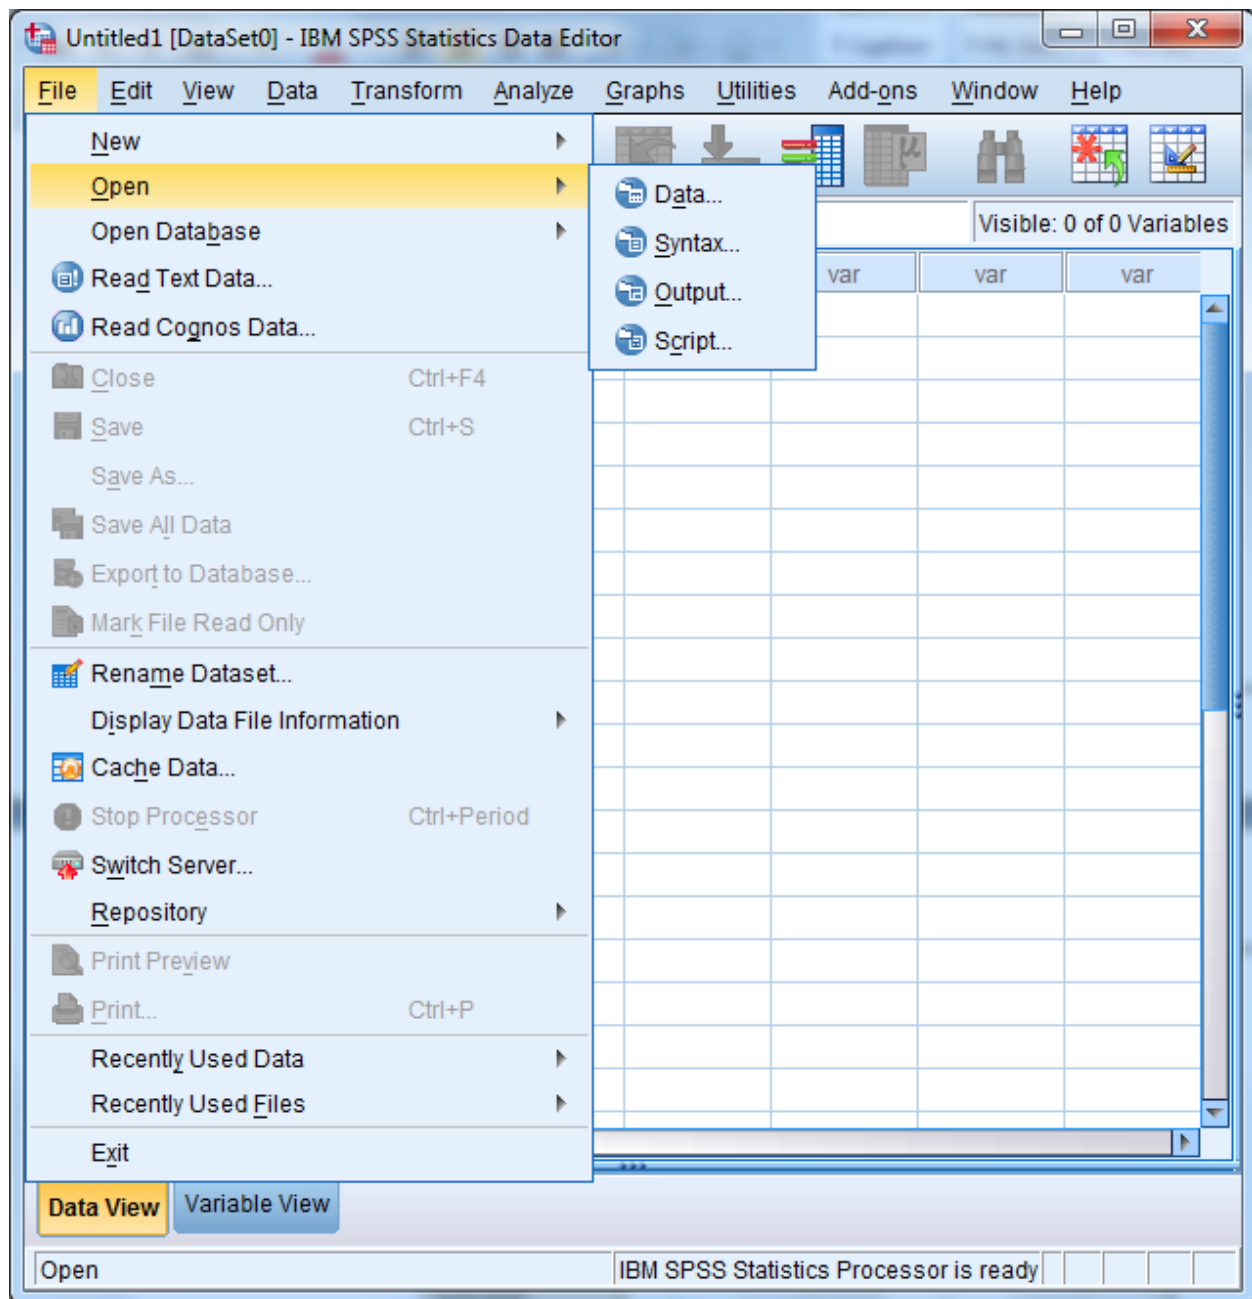 Untitled1 [DataSet0] - IBM SPSS Statistics Data Editor
File Edit View Data Transform Analyze Graphs Utilities Add-ons Window Help
New
Open
Open Database
Read Text Data...
Read Cognos Data...
Close Ctrl+F4
Save Ctrl+S
Save As...
Save All Data
Export to Database...
Mark File Read Only
Rename Dataset...
Display Data File Information
Cache Data...
Stop Processor Ctrl+Period
Switch Server...
Repository
Print Preview
Print... Ctrl+P
Recently Used Data
Recently Used Files
Exit
Data...
Syntax...
Output...
Script...
Visible: 0 of 0 Variables
var var var
Data View Variable View
Open IBM SPSS Statistics Processor is ready